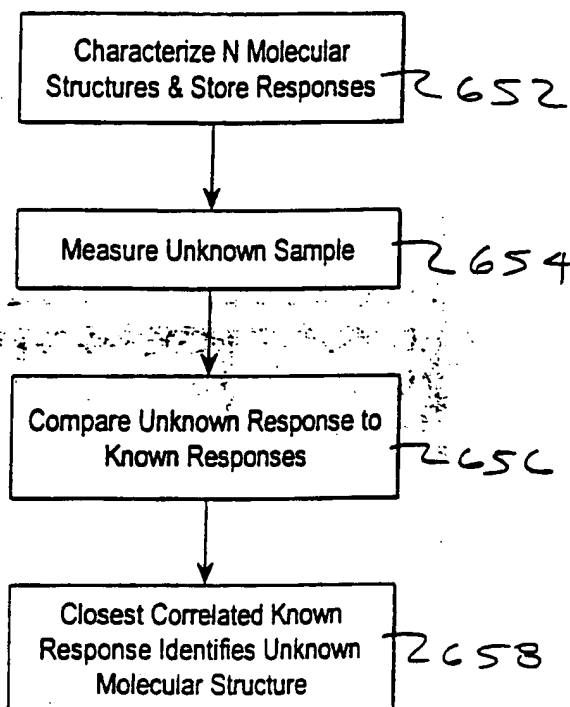 Characterize N Molecular
Structures & Store Responses 652
Measure Unknown Sample 654
Compare Unknown Response to
Known Responses 656
Closest Correlated Known
Response Identifies Unknown 658
Molecular Structure